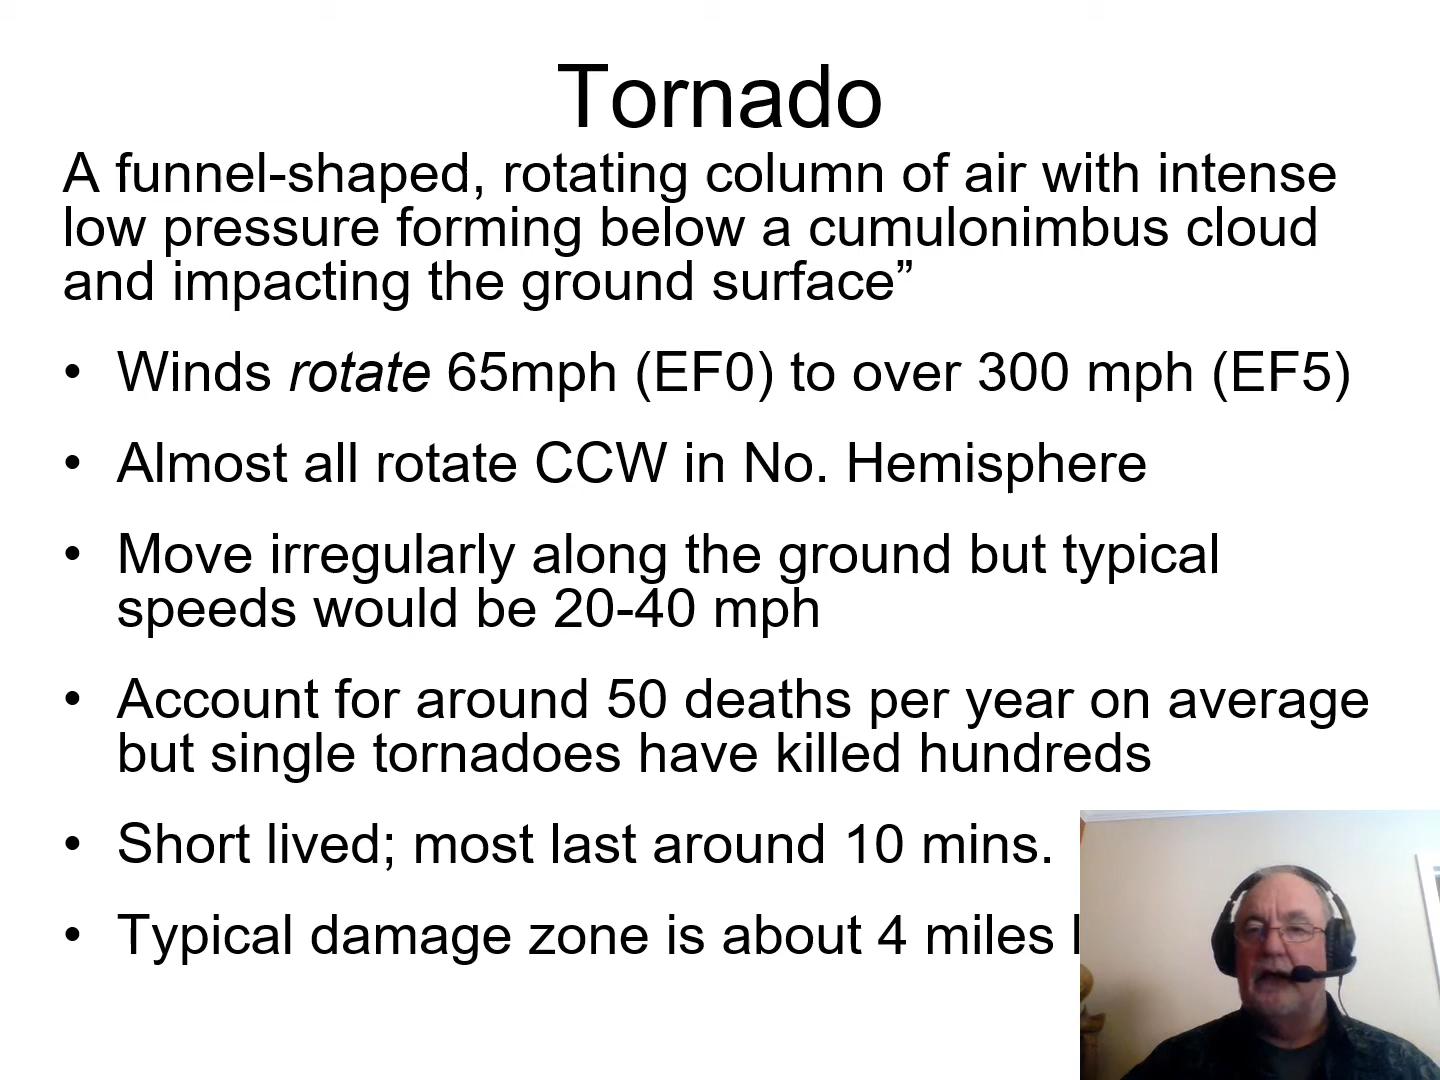 Tornado
A funnel-shaped, rotating column of air with intense
low pressure forming below a cumulonimbus cloud
and impacting the ground surface”
• Winds rotate 65mph (EF0) to over 300 mph (EF5)
• Almost all rotate CCW in No. Hemisphere
• Move irregularly along the ground but typical
speeds would be 20-40 mph
• Account for around 50 deaths per year on average
but single tornadoes have killed hundreds
• Short lived; most last around 10 mins.
• Typical damage zone is about 4 miles